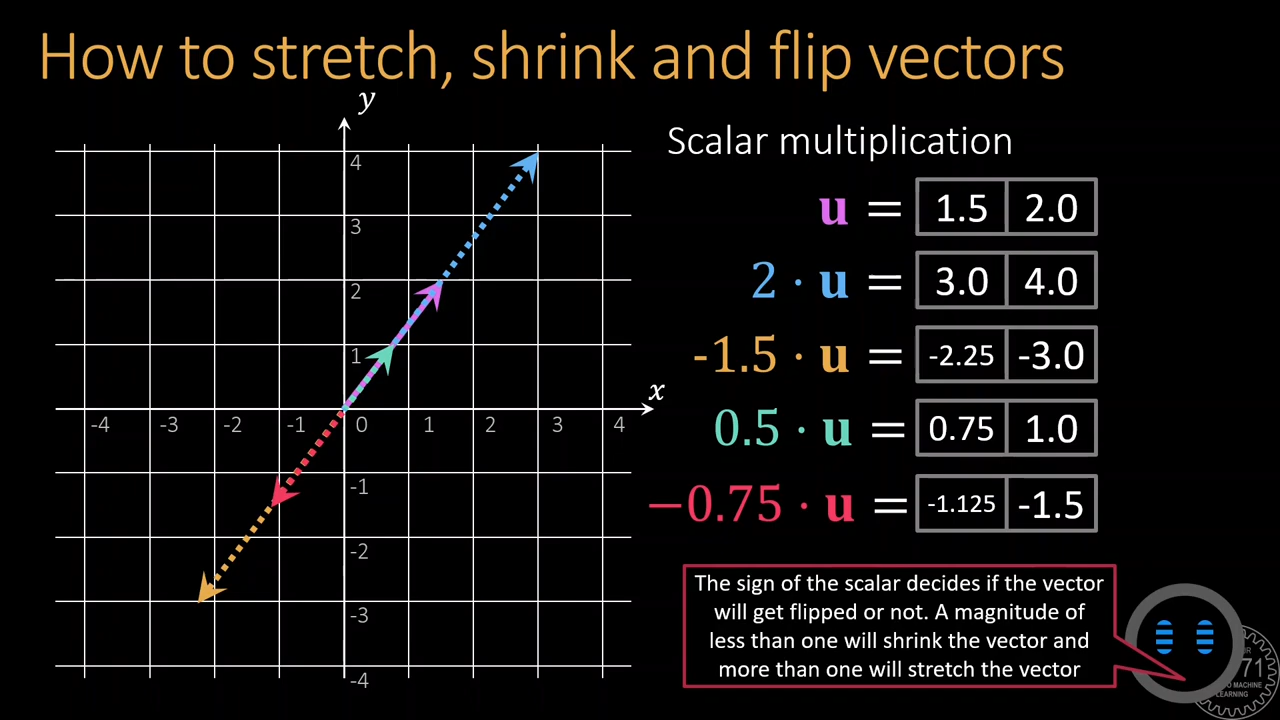 How to stretch, shrink and flip vectors
y
Scalar multiplication
4
3
2
1
x
-4 -3 -2 -1 0 1 2 3 4
-1
-2
-3
-4
u = 1.5 2.0
2 · u = 3.0 4.0
-1.5 · u = -2.25 -3.0
0.5 · u = 0.75 1.0
−0.75 · u = -1.125 -1.5
The sign of the scalar decides if the vector
will get flipped or not. A magnitude of
less than one will shrink the vector and
more than one will stretch the vector
71
MACHINE
LEARNING